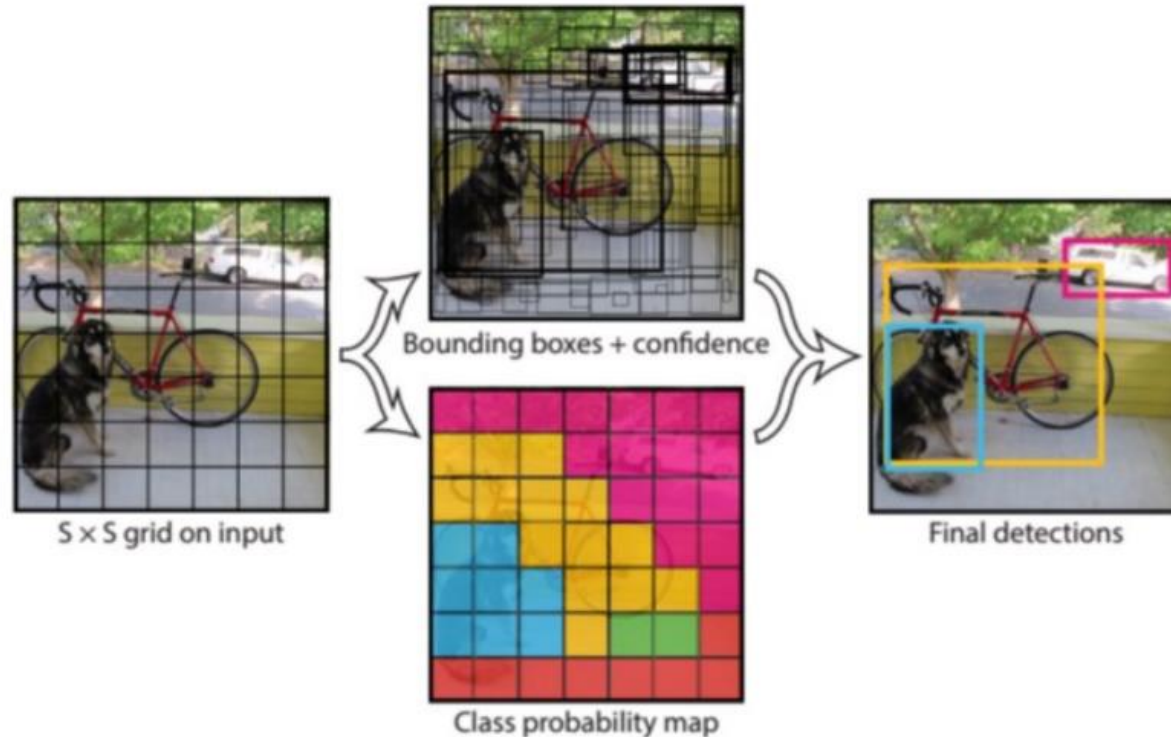 Bounding boxes + confidence
S × S grid on input
Final detections
Class probability map